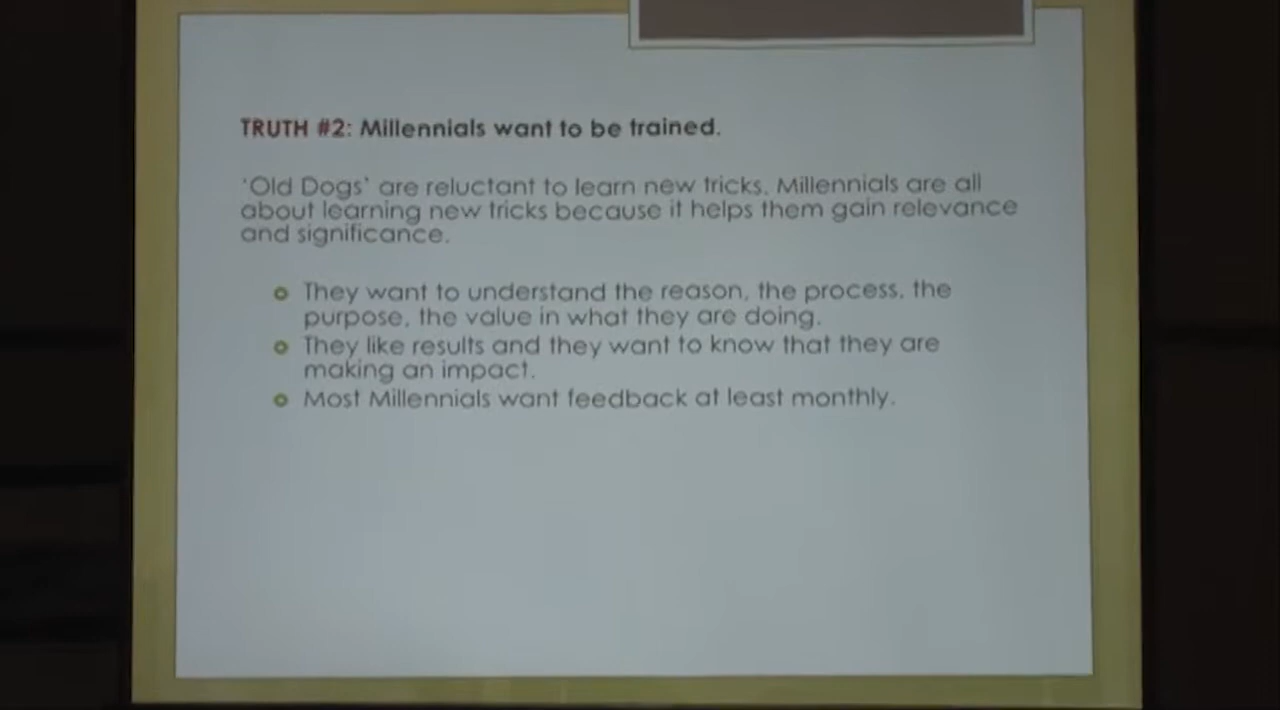 TRUTH #2: Millennials want to be trained.
'Old Dogs' are reluctant to learn new tricks. Millennials are all
about learning new tricks because it helps them gain relevance
and significance.
They want to understand the reason, the process, the
purpose, the value in what they are doing.
They like results and they want to know that they are
making an impact.
Most Millennials want feedback at least monthly.